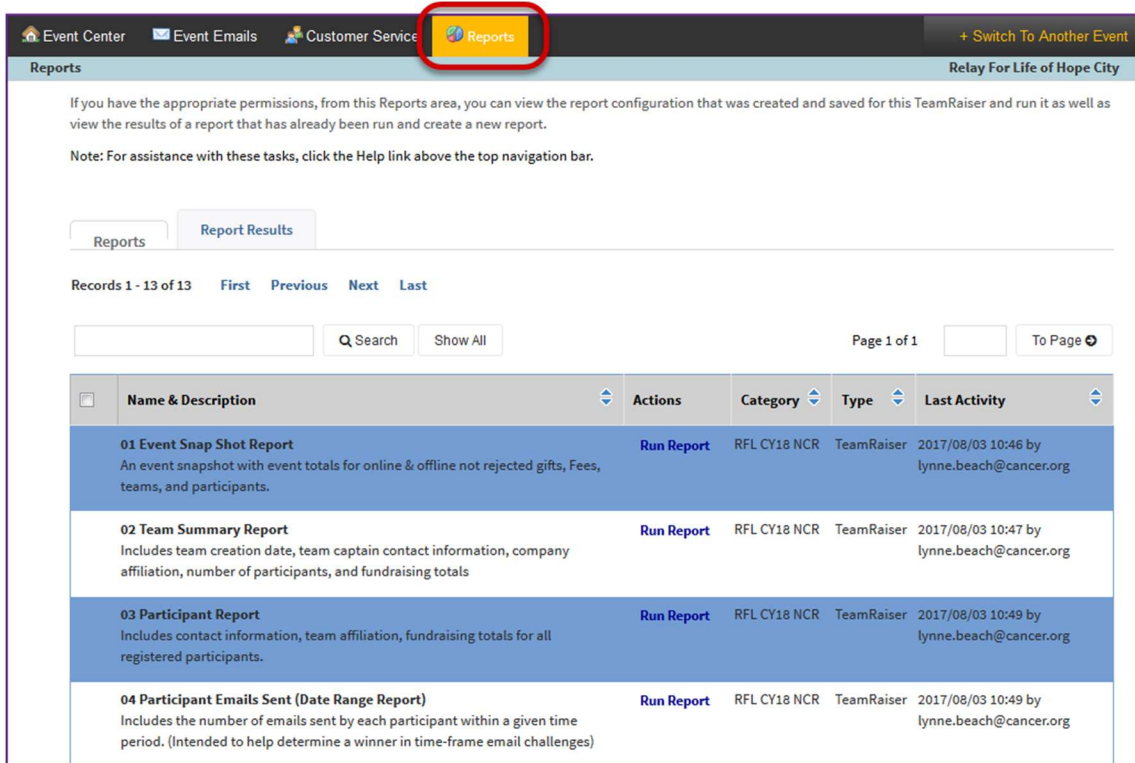 Event Center Event Emails Customer Service Reports + Switch To Another Event
Reports Relay For Life of Hope City
If you have the appropriate permissions, from this Reports area, you can view the report configuration that was created and saved for this TeamRaiser and run it as well as
view the results of a report that has already been run and create a new report.
Note: For assistance with these tasks, click the Help link above the top navigation bar.
Reports Report Results
Records 1 - 13 of 13 First Previous Next Last
Search Show All Page 1 of 1 To Page
Name & Description Actions Category Type Last Activity
01 Event Snap Shot Report Run Report RFL CY18 NCR TeamRaiser 2017/08/03 10:46 by
An event snapshot with event totals for online & offline not rejected gifts, Fees, lynne.beach@cancer.org
teams, and participants.
02 Team Summary Report Run Report RFL CY18 NCR TeamRaiser 2017/08/03 10:47 by
Includes team creation date, team captain contact information, company lynne.beach@cancer.org
affiliation, number of participants, and fundraising totals
03 Participant Report Run Report RFL CY18 NCR TeamRaiser 2017/08/03 10:49 by
Includes contact information, team affiliation, fundraising totals for all lynne.beach@cancer.org
registered participants.
04 Participant Emails Sent (Date Range Report) Run Report RFL CY18 NCR TeamRaiser 2017/08/03 10:49 by
Includes the number of emails sent by each participant within a given time lynne.beach@cancer.org
period. (Intended to help determine a winner in time-frame email challenges)